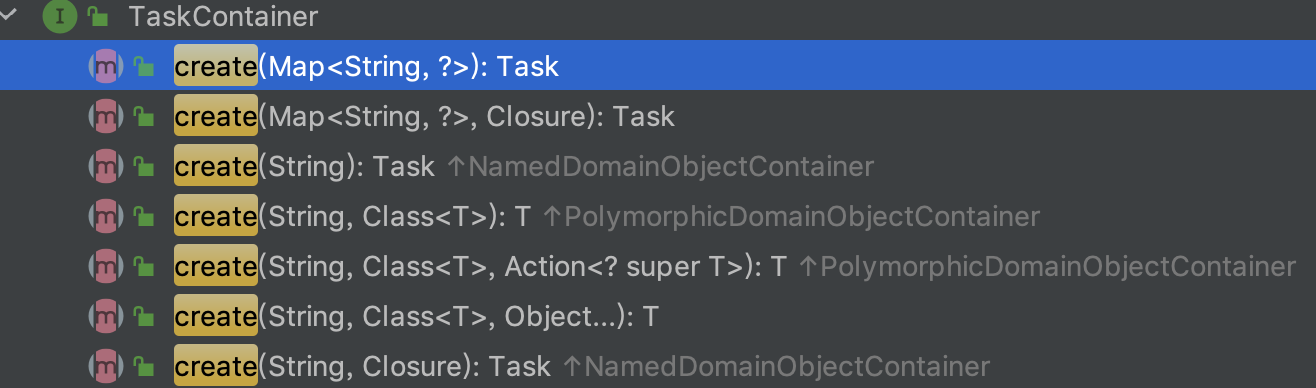 I TaskContainer
m create(Map<String, ?>): Task
m create(Map<String, ?>, Closure): Task
m create(String): Task ↑NamedDomainObjectContainer
m create(String, Class<T>): T ↑PolymorphicDomainObjectContainer
m create(String, Class<T>, Action<? super T>): T ↑PolymorphicDomainObjectContainer
m create(String, Class<T>, Object...): T
m create(String, Closure): Task ↑NamedDomainObjectContainer